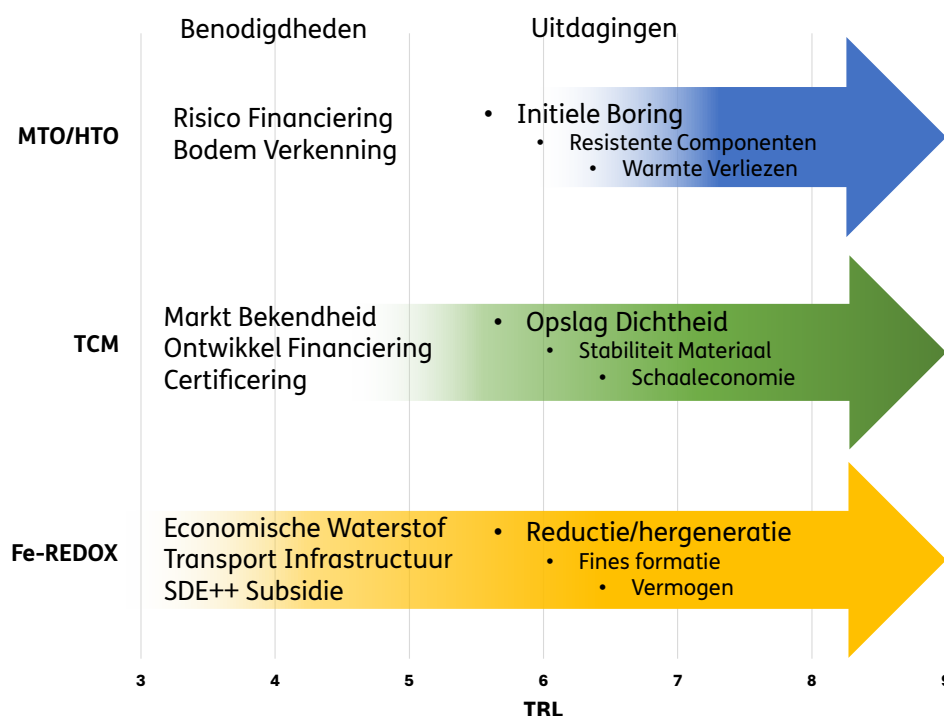 Benodigdheden
Uitdagingen
MTO/HTO
Risico Financiering
Bodem Verkenning
• Initiele Boring
• Resistente Componenten
• Warmte Verliezen
TCM
Markt Bekendheid
Ontwikkel Financiering
Certificering
• Opslag Dichtheid
• Stabiliteit Materiaal
• Schaaleconomie
Fe-REDOX
Economische Waterstof
Transport Infrastructuur
SDE++ Subsidie
• Reductie/hergeneratie
• Fines formatie
• Vermogen
3 4 5 6 7 8 9
TRL